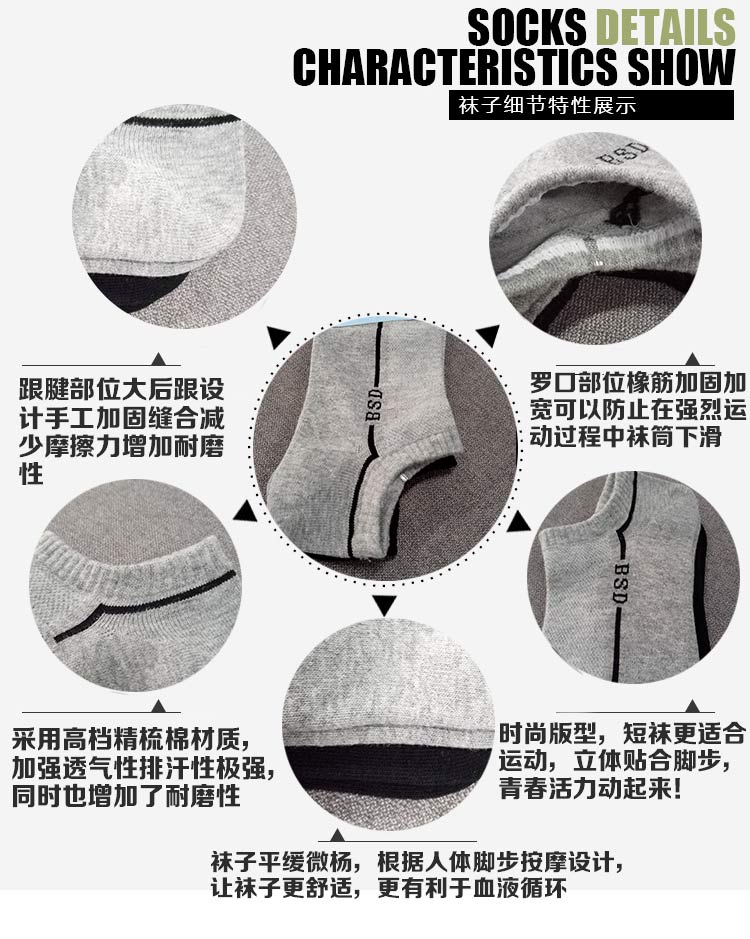 SOCKS DETAILS
CHARACTERISTICS SHOW
袜子细节特性展示
BSD
BSD
跟腱部位大后跟设
计手工加固缝合减
少摩擦力增加耐磨
性
罗口部位橡筋加固加
宽可以防止在强烈运
动过程中袜筒下滑
BSD
采用高档精梳棉材质，
加强透气性排汗性极强，
同时也增加了耐磨性
时尚版型，短袜更适合
运动，立体贴合脚步，
青春活力动起来！
袜子平缓微杨，根据人体脚步按摩设计，
让袜子更舒适，更有利于血液循环